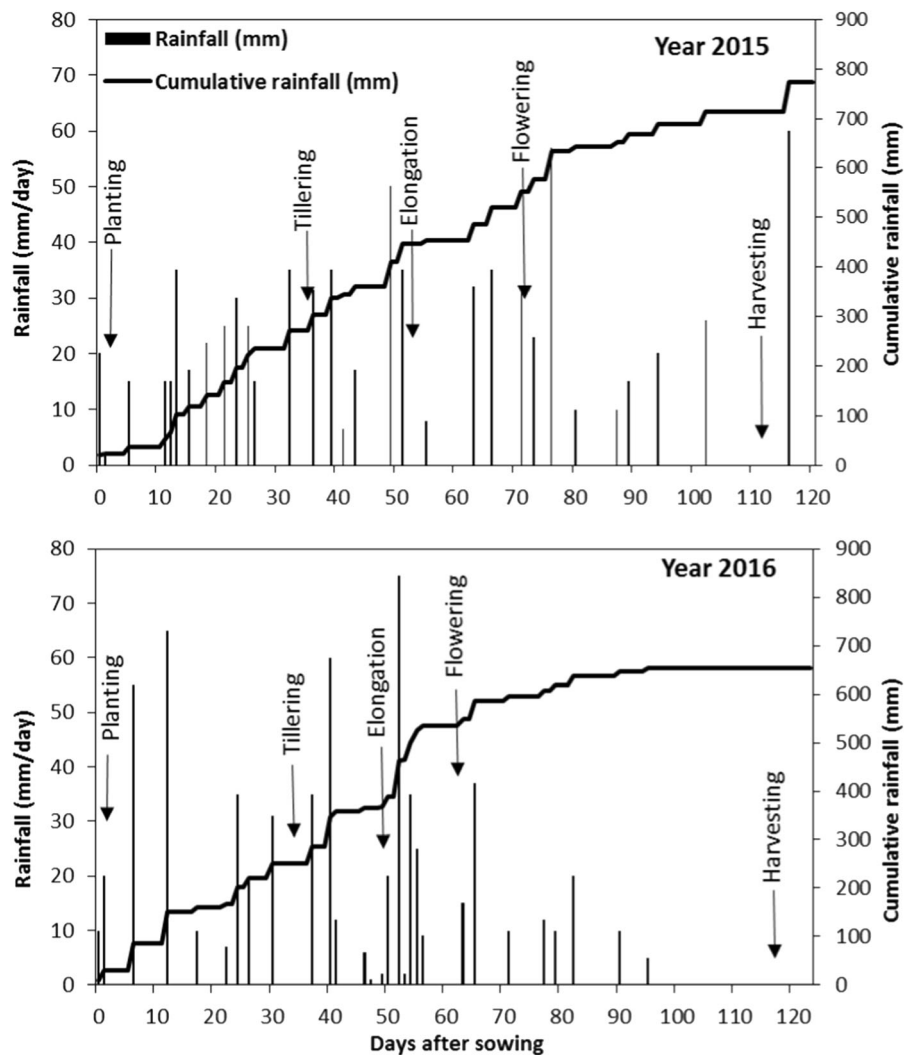 Year 2015
Rainfall (mm)
Cumulative rainfall (mm)
Rainfall (mm/day)
80
70
60
50
40
30
20
10
0
Planting
Tillering
Elongation
Flowering
Harvesting
900
800
700
600
500
400
300
200
100
0
Cumulative rainfall (mm)
0 10 20 30 40 50 60 70 80 90 100 110 120
Year 2016
Rainfall (mm/day)
80
70
60
50
40
30
20
10
0
Planting
Tillering
Elongation
Flowering
Harvesting
900
800
700
600
500
400
300
200
100
0
Cumulative rainfall (mm)
0 10 20 30 40 50 60 70 80 90 100 110 120
Days after sowing